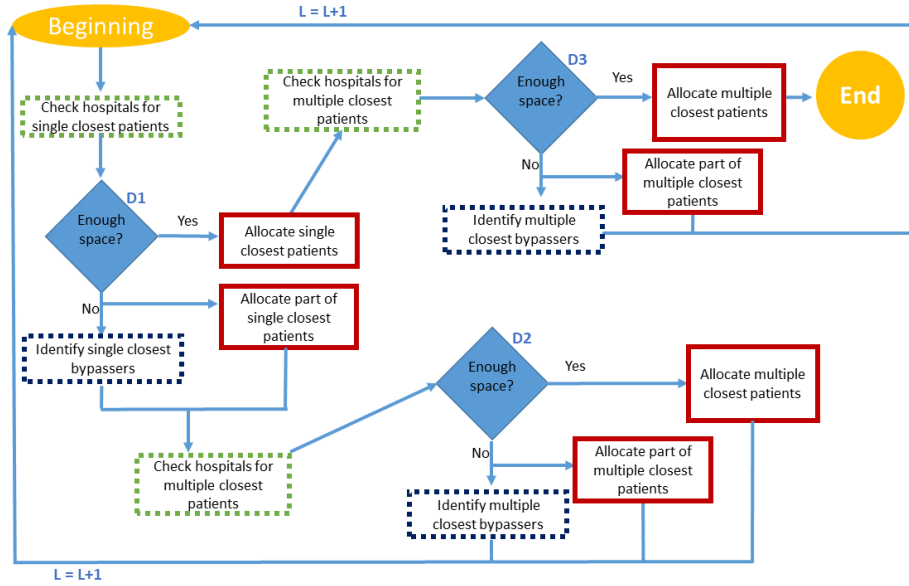 L = L+1
Beginning
Check hospitals for
single closest patients
D1
Enough
space?
Yes
Allocate single
closest patients
No
Allocate part of
single closest
patients
Identify single closest
bypassers
Check hospitals for
multiple closest
patients
D3
Enough
space?
Yes
Allocate multiple
closest patients
End
No
Allocate part of
multiple closest
patients
Identify multiple
closest bypassers
Check hospitals for
multiple closest
patients
D2
Enough
space?
Yes
Allocate multiple
closest patients
No
Allocate part of
multiple closest
patients
Identify multiple
closest bypassers
L = L+1